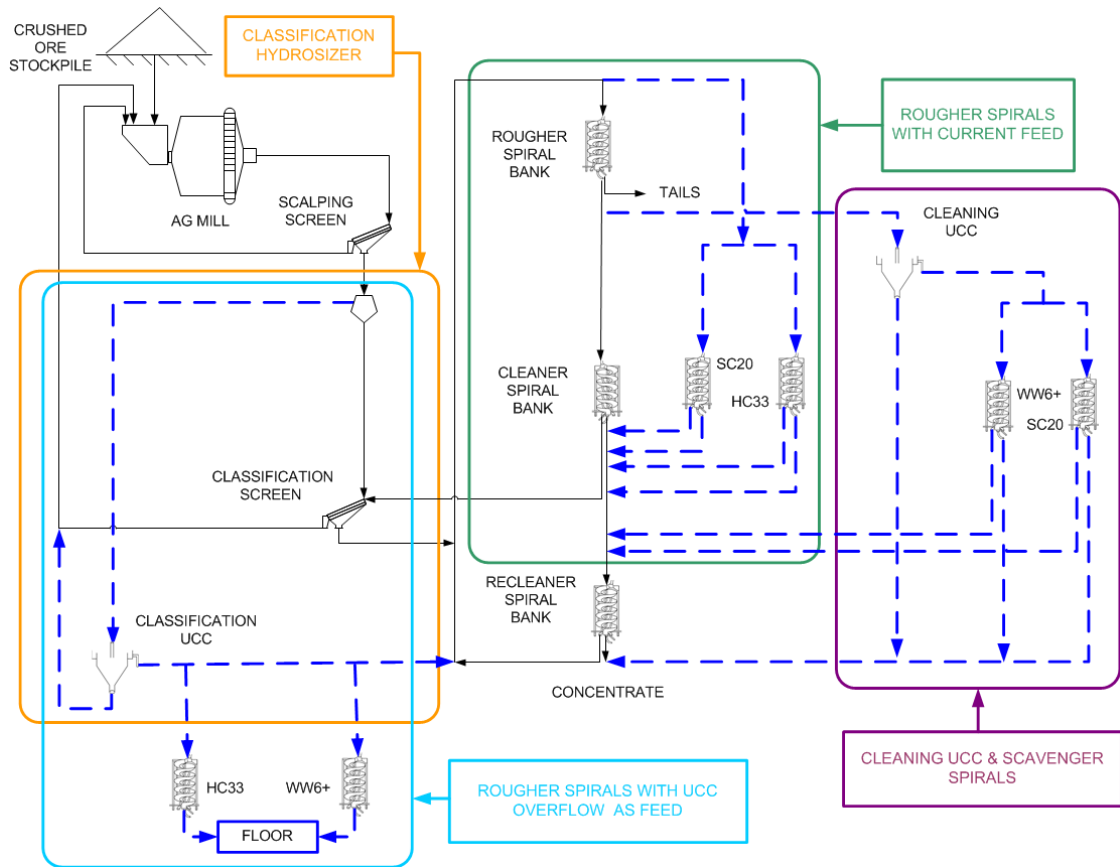 CRUSHED
ORE
STOCKPILE
CLASSIFICATION
HYDROSIZER
ROUGHER SPIRALS
WITH CURRENT FEED
ROUGHER
SPIRAL
BANK
TAILS
SCALPING
SCREEN
AG MILL
CLEANING
UCC
CLEANER
SPIRAL
BANK
SC20
HC33
WW6+
SC20
CLASSIFICATION
SCREEN
RECLEANER
SPIRAL
BANK
CLASSIFICATION
UCC
CONCENTRATE
CLEANING UCC & SCAVENGER
SPIRALS
HC33
WW6+
ROUGHER SPIRALS WITH UCC
OVERFLOW AS FEED
FLOOR